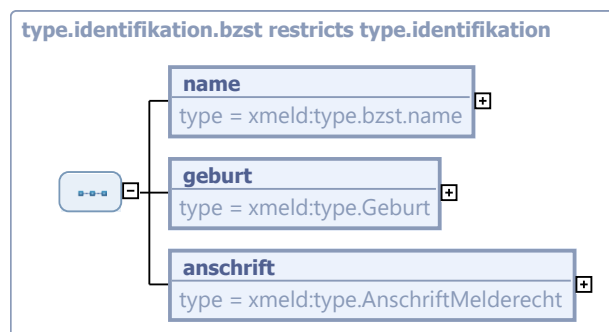 type.identifikation.bzst restricts type.identifikation
name
type = xmeld:type.bzst.name
geburt
type = xmeld:type.Geburt
anschrift
type = xmeld:type.AnschriftMelderecht